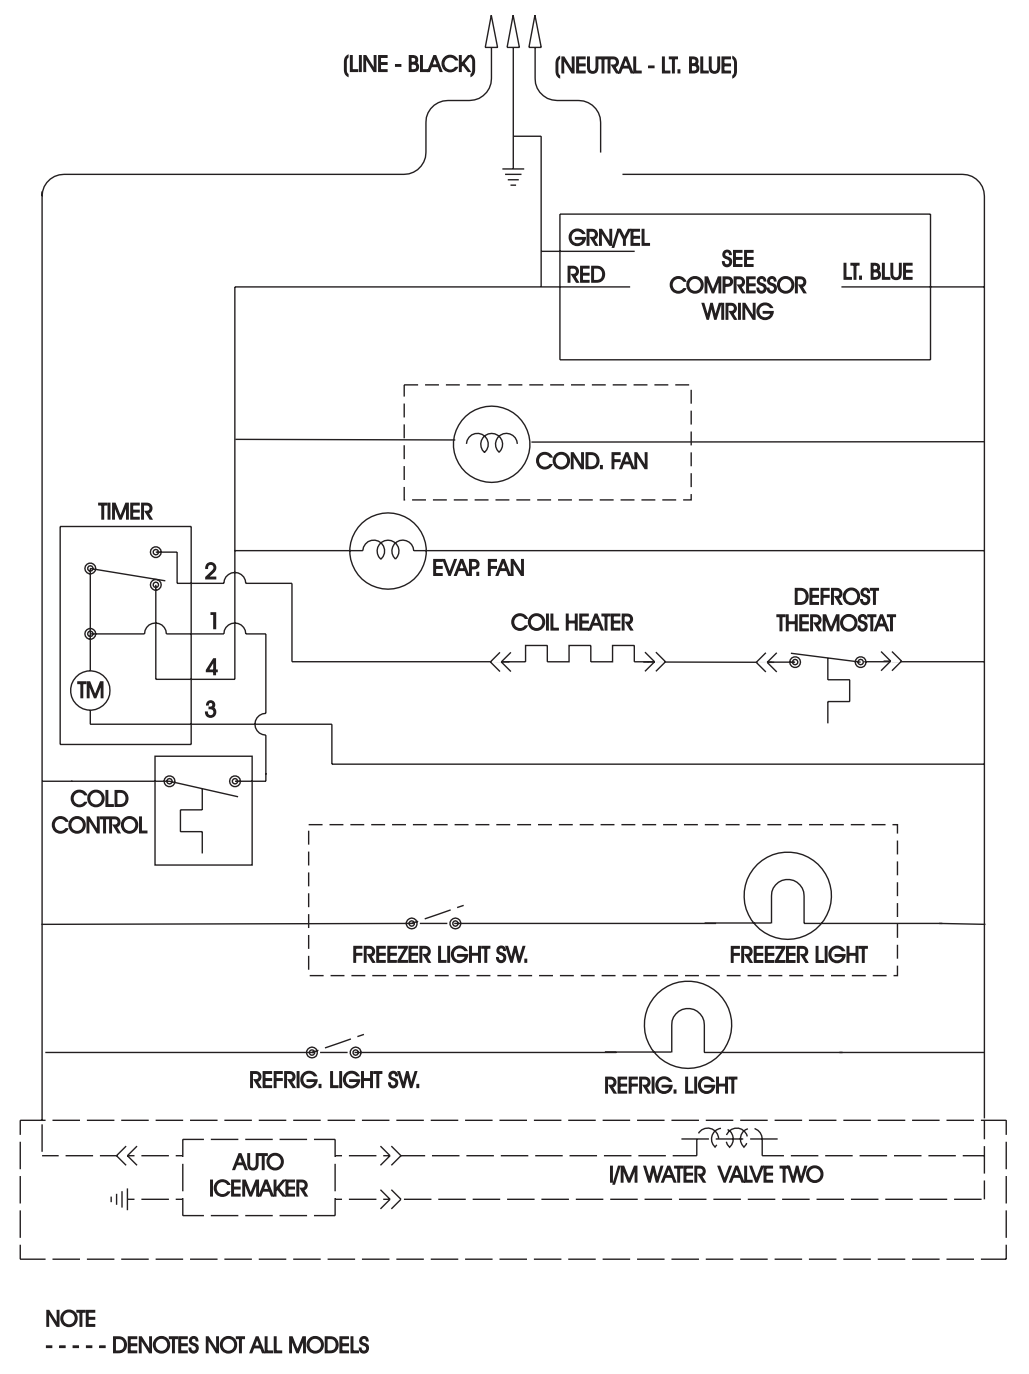 (LINE - BLACK)
(NEUTRAL - LT. BLUE)
GRN/YEL
RED
SEE
COMPRESSOR
WIRING
LT. BLUE
COND. FAN
TIMER
EVAP. FAN
2
1
4
3
TM
COIL HEATER
DEFROST
THERMOSTAT
COLD
CONTROL
FREEZER LIGHT SW.
FREEZER LIGHT
REFRIG. LIGHT SW.
REFRIG. LIGHT
AUTO
ICEMAKER
I/M WATER VALVE TWO
NOTE
----- DENOTES NOT ALL MODELS